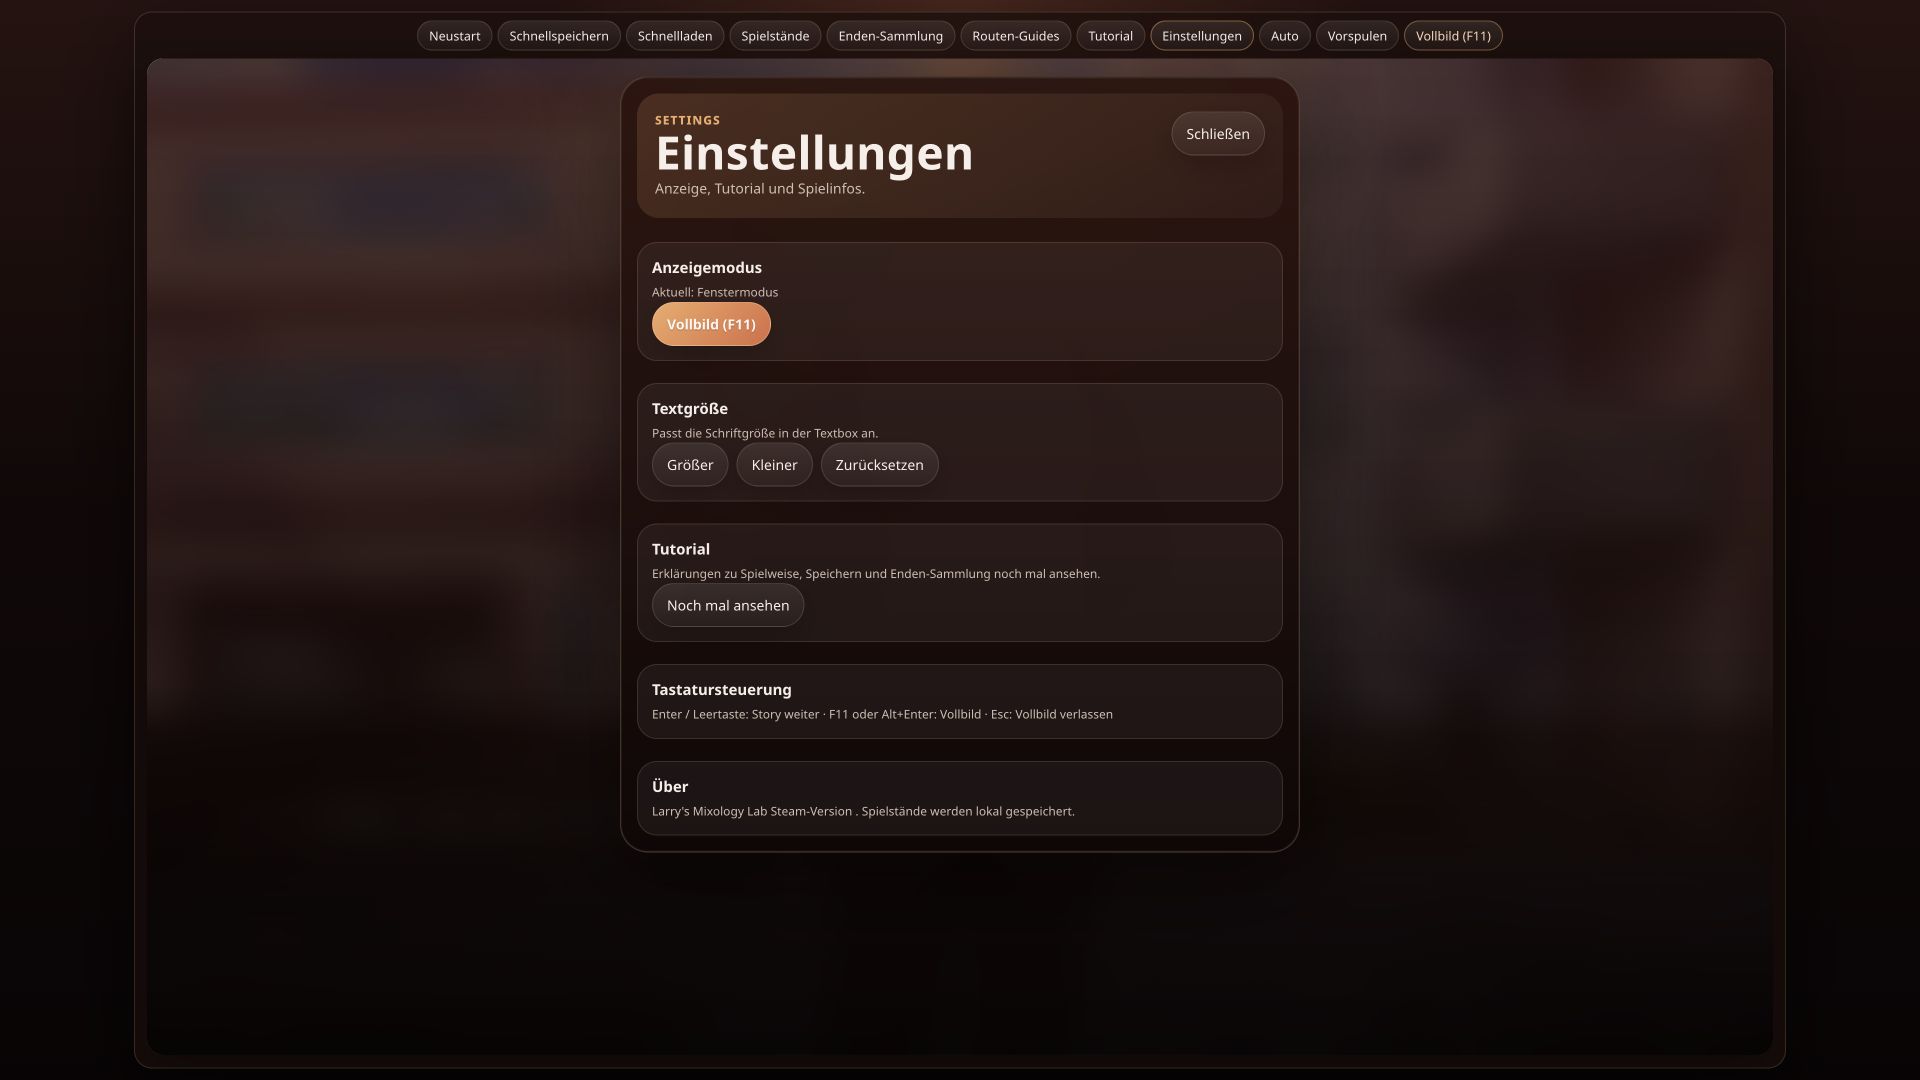 Neustart Schnellspeichern Schnellladen Spielstände Enden-Sammlung Routen-Guides Tutorial Einstellungen Auto Vorspulen Vollbild (F11)
SETTINGS
Einstellungen
Anzeige, Tutorial und Spielinfos.
Schließen
Anzeigemodus
Aktuell: Fenstermodus
Vollbild (F11)
Textgröße
Passt die Schriftgröße in der Textbox an.
Größer Kleiner Zurücksetzen
Tutorial
Erklärungen zu Spielweise, Speichern und Enden-Sammlung noch mal ansehen.
Noch mal ansehen
Tastatursteuerung
Enter / Leertaste: Story weiter · F11 oder Alt+Enter: Vollbild · Esc: Vollbild verlassen
Über
Larry's Mixology Lab Steam-Version . Spielstände werden lokal gespeichert.